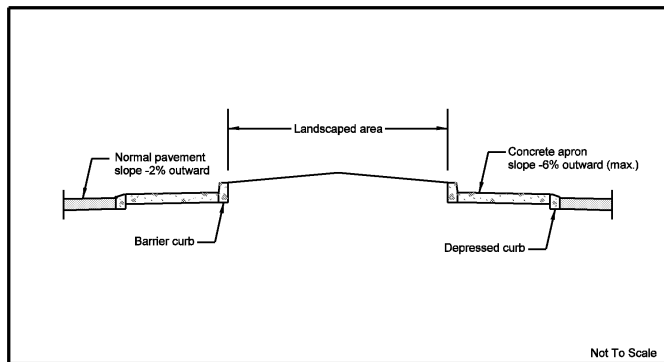 Landscaped area
Normal pavement
slope -2% outward
Concrete apron
slope -6% outward (max.)
Barrier curb
Depressed curb
Not To Scale